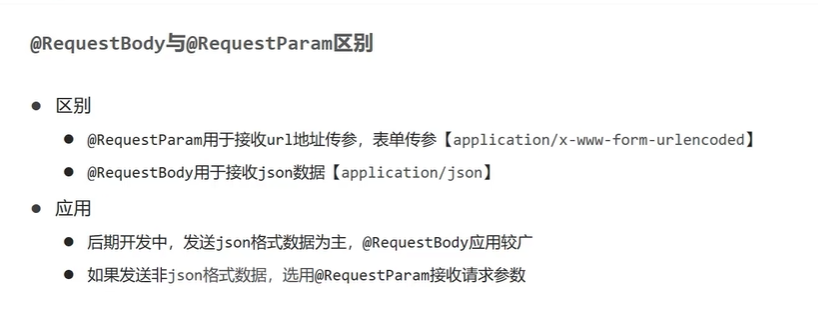 @RequestBody与@RequestParam区别
● 区别
● @RequestParam用于接收url地址传参，表单传参【application/x-www-form-urlencoded】
● @RequestBody用于接收json数据【application/json】
● 应用
● 后期开发中，发送json格式数据为主，@RequestBody应用较广
● 如果发送非json格式数据，选用@RequestParam接收请求参数